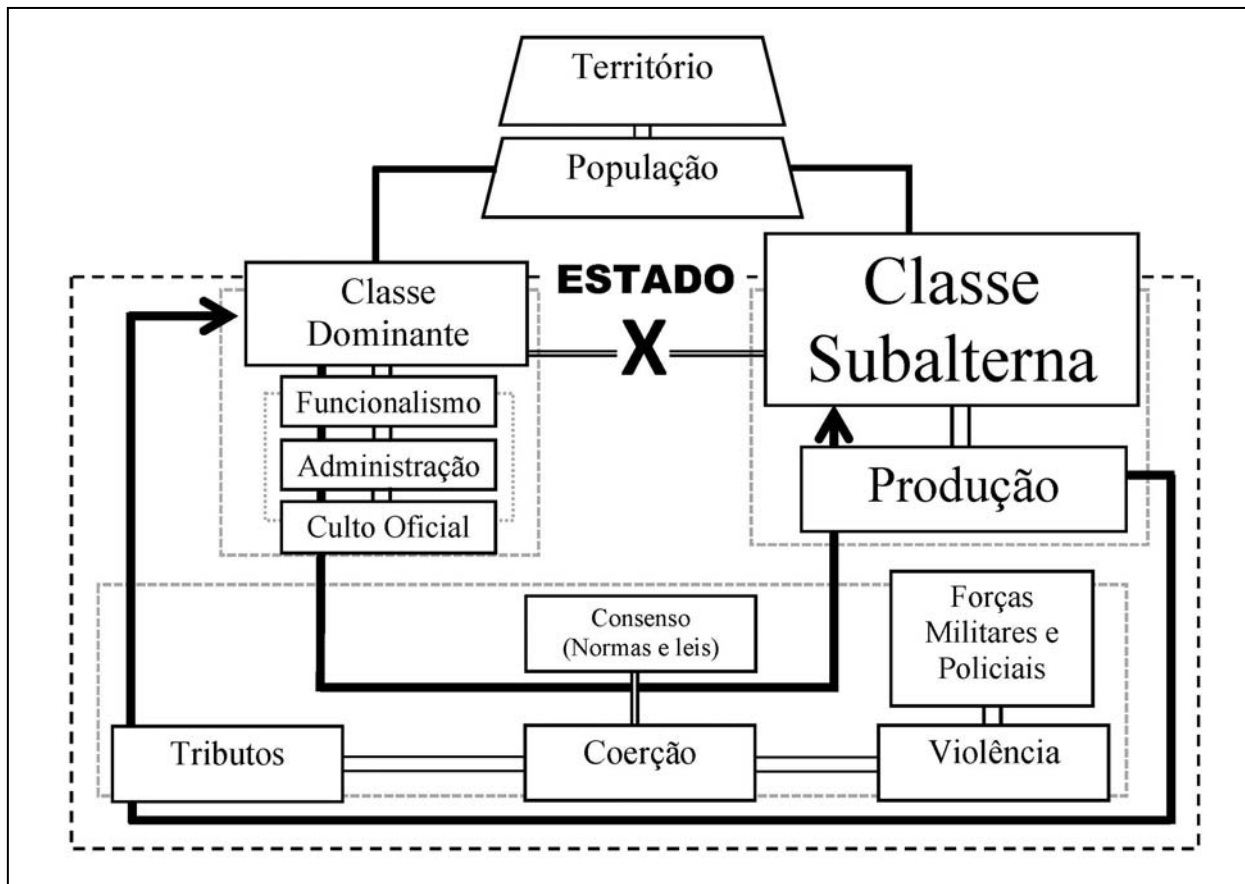 Território
População
Classe
Dominante
ESTADO
X
Classe
Subalterna
Funcionalismo
Administração
Culto Oficial
Produção
Consenso
(Normas e leis)
Forças
Militares e
Policiais
Tributos
Coerção
Violência